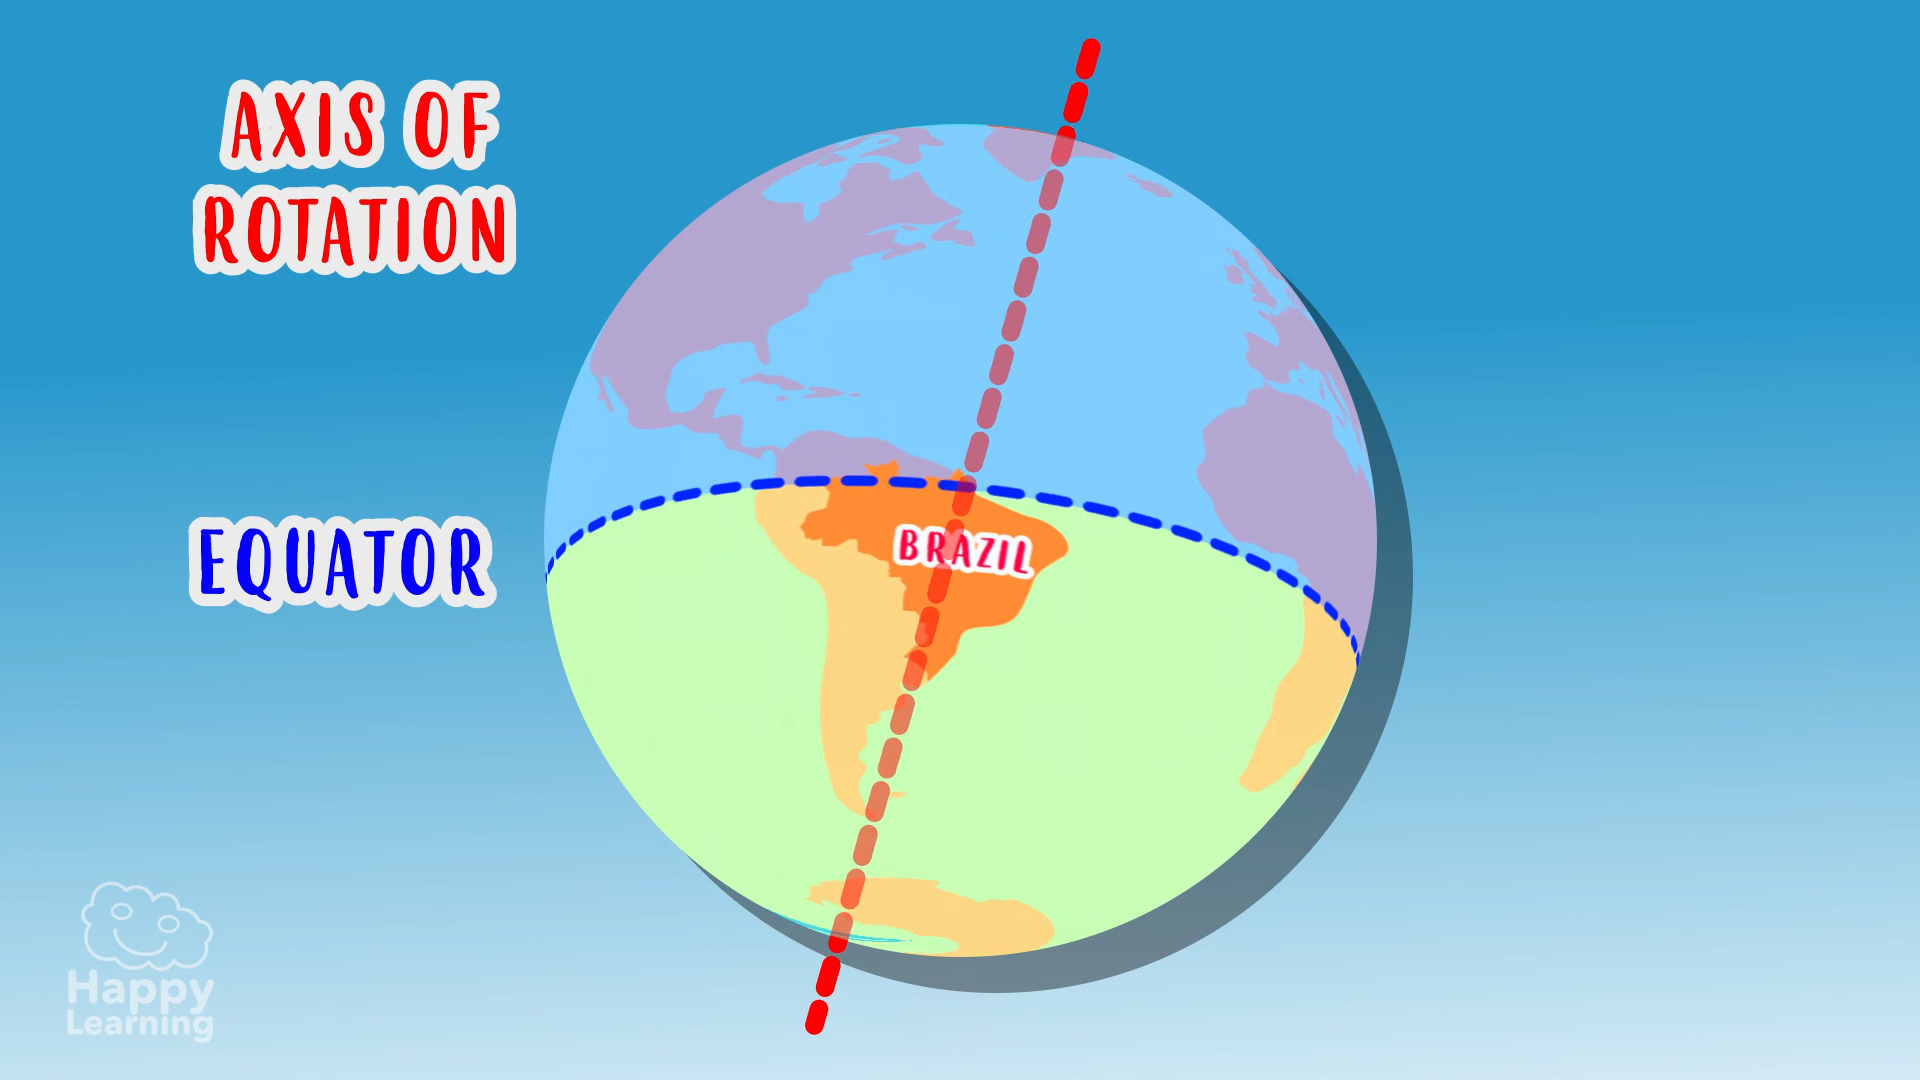 AXIS OF
ROTATION
EQUATOR
BRAZIL
Happy
Learning